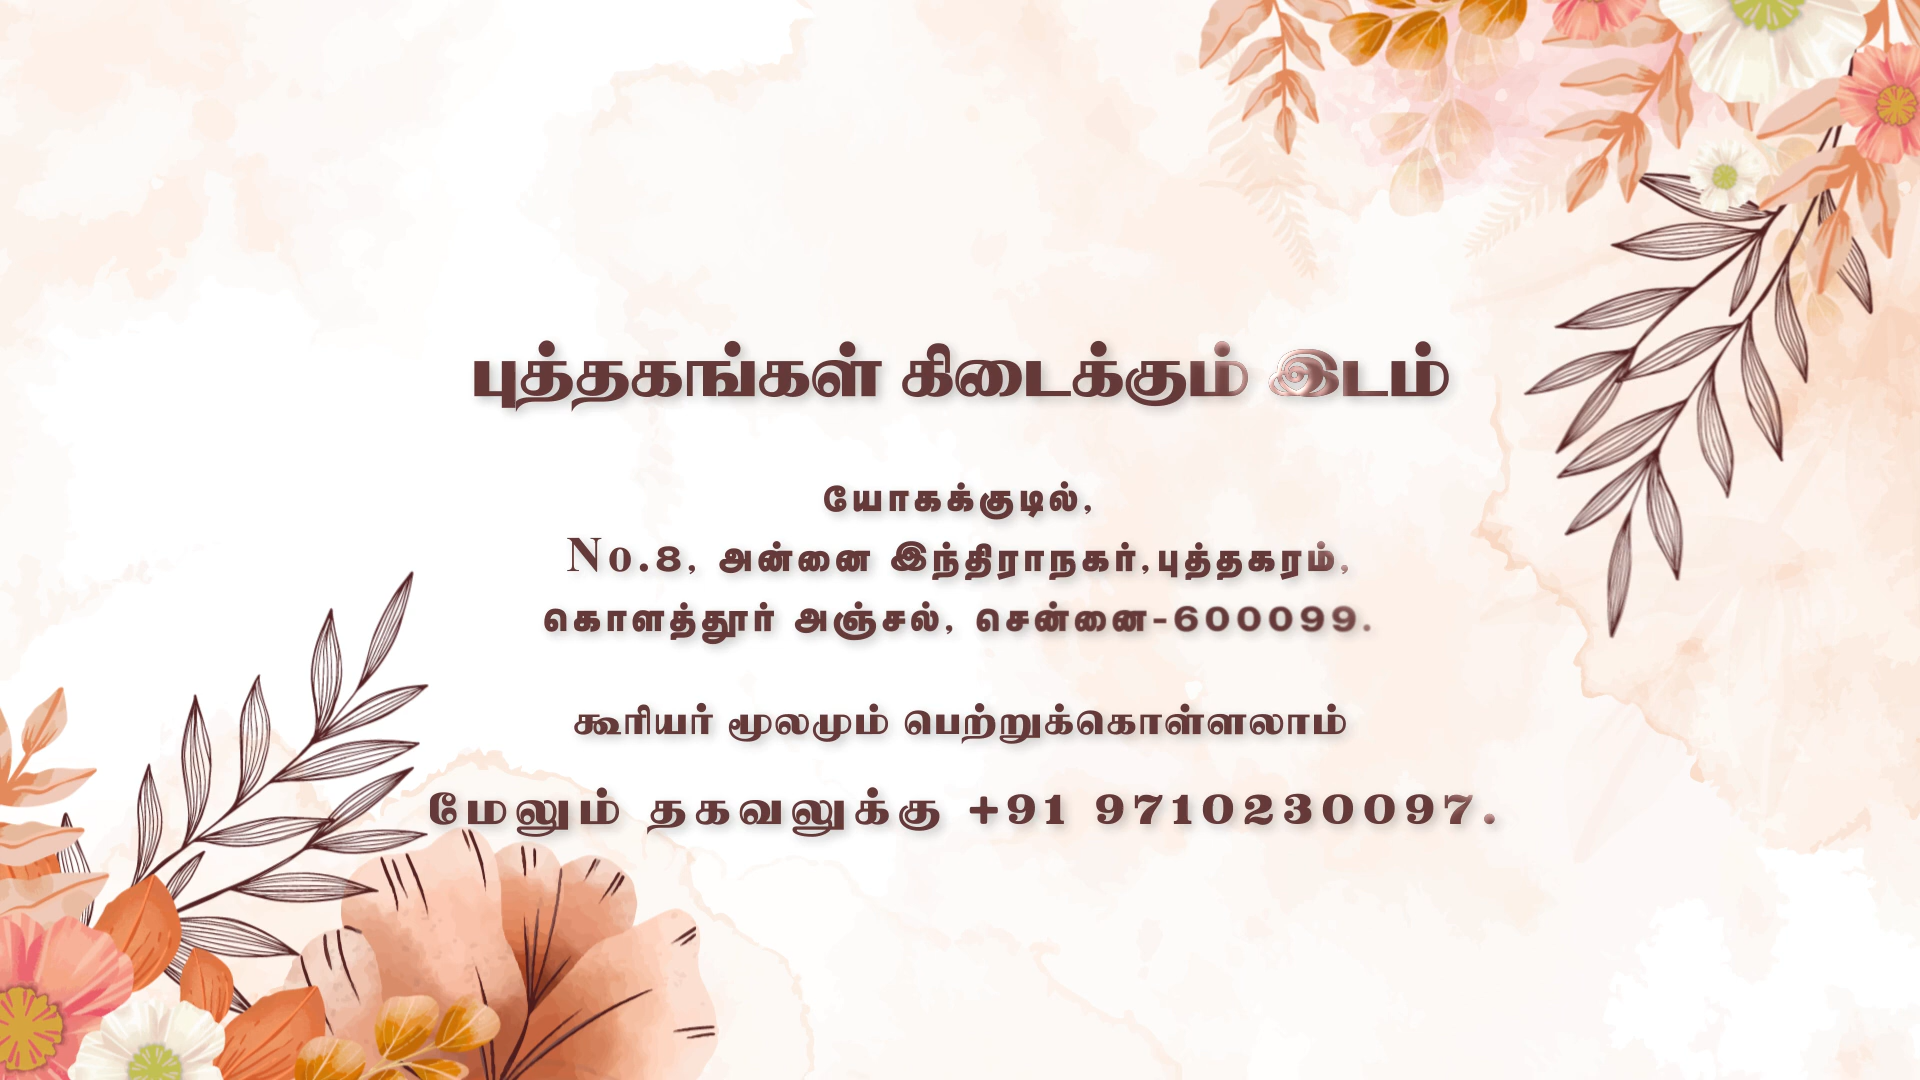 புத்தகங்கள் கிடைக்கும் இடம்
யோகக்குடில்,
No.8, அன்னை இந்திராநகர்,புத்தகரம்,
கொளத்தூர் அஞ்சல், சென்னை-600099.
கூரியர் மூலமும் பெற்றுக்கொள்ளலாம்
மேலும் தகவலுக்கு +91 9710230097.